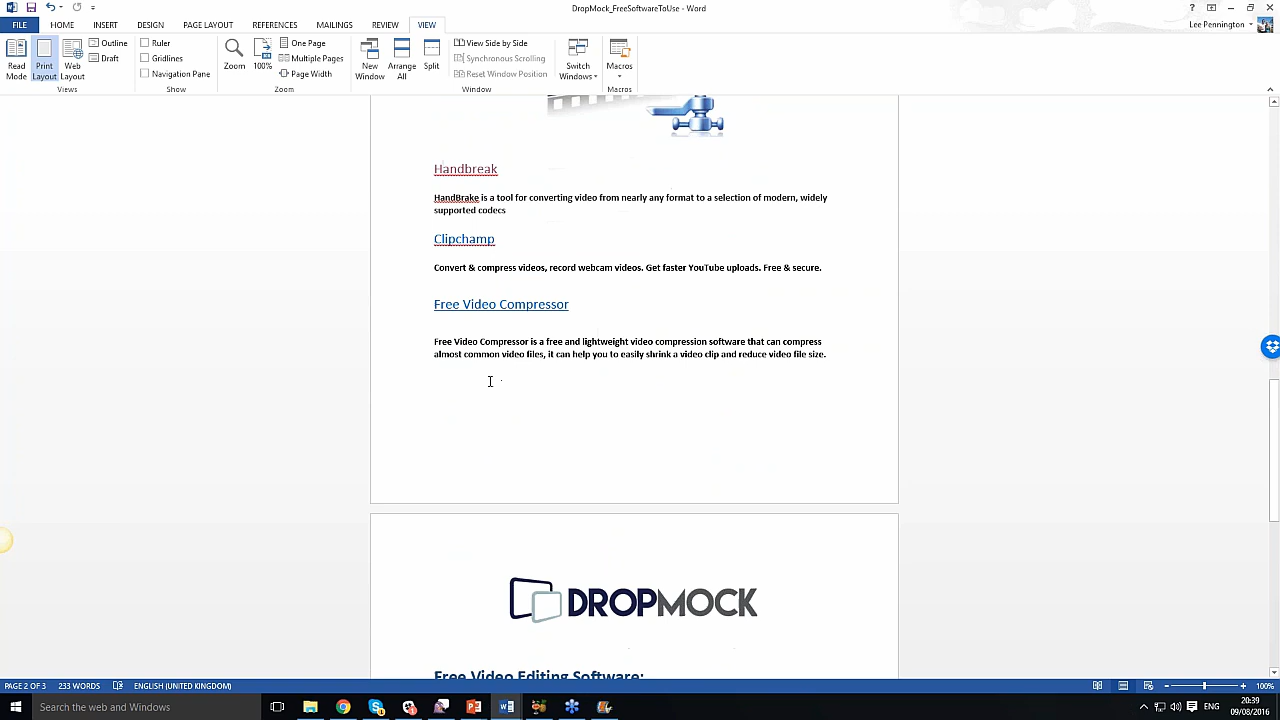 DropMock_FreeSoftwareToUse - Word
FILE HOME INSERT DESIGN PAGE LAYOUT REFERENCES MAILINGS REVIEW VIEW Lee Pennington
Read Mode Print Layout Web Layout Outline Draft
Ruler Gridlines Navigation Pane
Zoom 100% One Page Multiple Pages Page Width
New Window Arrange All Split View Side by Side Synchronous Scrolling Reset Window Position Switch Windows
Macros
Views Show Zoom Window Macros
Handbreak
HandBrake is a tool for converting video from nearly any format to a selection of modern, widely
supported codecs
Clipchamp
Convert & compress videos, record webcam videos. Get faster YouTube uploads. Free & secure.
Free Video Compressor
Free Video Compressor is a free and lightweight video compression software that can compress
almost common video files, it can help you to easily shrink a video clip and reduce video file size.
DROPMOCK
Free Video Editing Software:
PAGE 2 OF 3 233 WORDS ENGLISH (UNITED KINGDOM) 100%
Search the web and Windows
ENG
20:39
09/08/2016